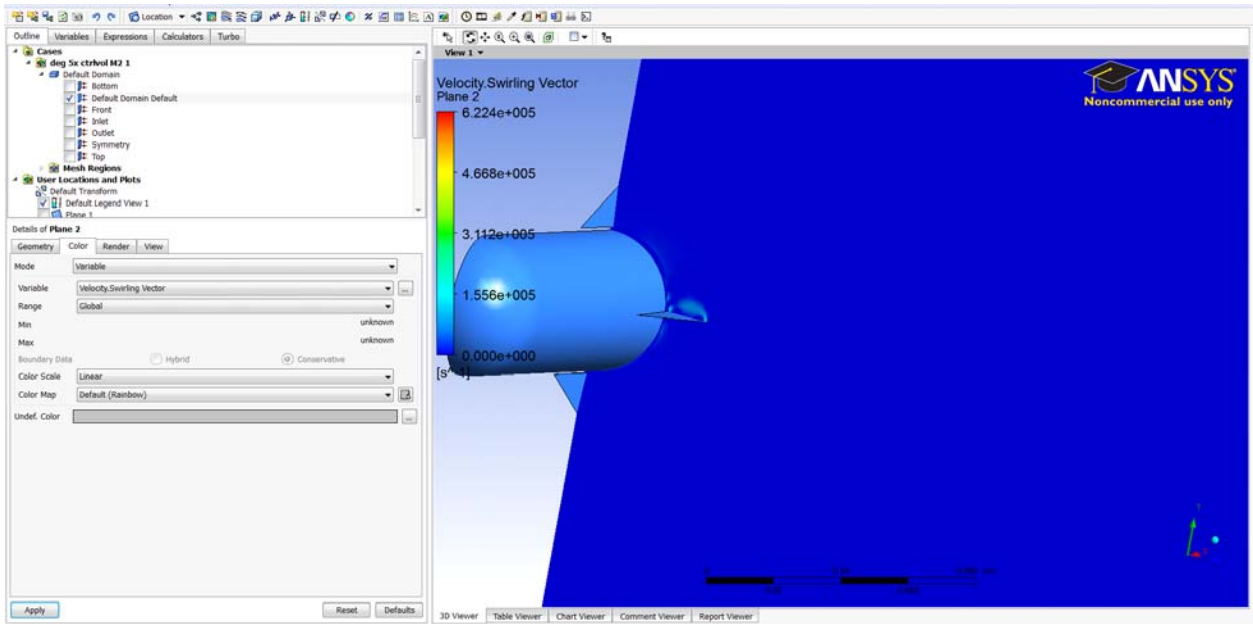 Location
Outline Variables Expressions Calculators Turbo
Cases
deg 5x ctrlvol M2 1
Default Domain
Bottom
Default Domain Default
Front
Inlet
Outlet
Symmetry
Top
Mesh Regions
User Locations and Plots
Default Transform
Default Legend View 1
Plane 1
Details of Plane 2
Geometry Color Render View
Mode Variable
Variable Velocity.Swirling Vector ...
Range Global
Min unknown
Max unknown
Boundary Data Hybrid Conservative
Color Scale Linear
Color Map Default (Rainbow)
Undef. Color ...
Apply Reset Defaults
View 1
Velocity.Swirling Vector
Plane 2
6.224e+005
4.668e+005
3.112e+005
1.556e+005
0.000e+000
[s^-1]
ANSYS
Noncommercial use only
0
3D Viewer Table Viewer Chart Viewer Comment Viewer Report Viewer